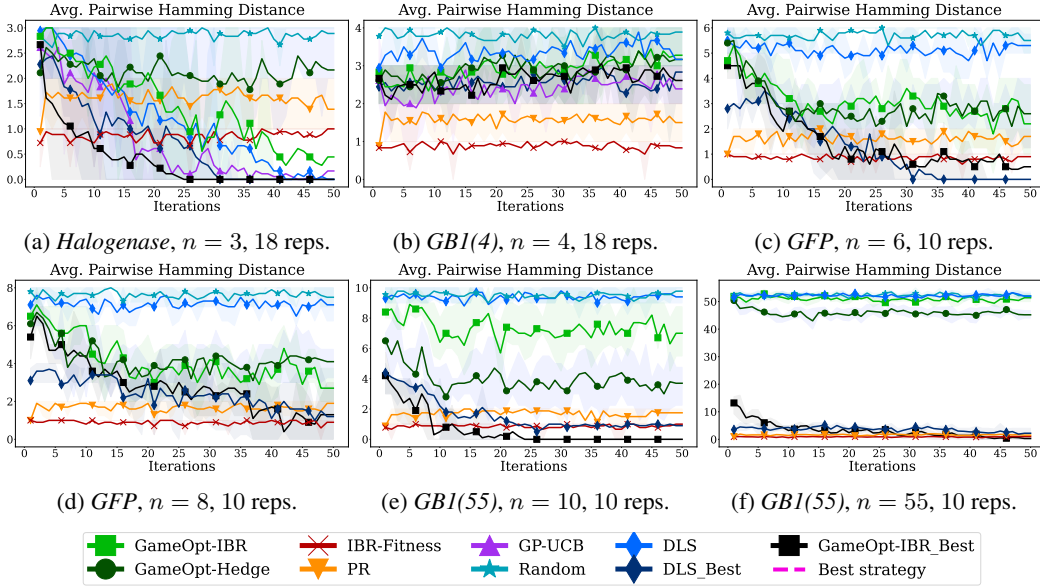 Avg. Pairwise Hamming Distance
3.0
2.5
2.0
1.5
1.0
0.5
0.0
0 5 10 15 20 25 30 35 40 45 50
Iterations
(a) Halogenase, n = 3, 18 reps.
Avg. Pairwise Hamming Distance
4
3
2
1
0
0 5 10 15 20 25 30 35 40 45 50
Iterations
(b) GB1(4), n = 4, 18 reps.
Avg. Pairwise Hamming Distance
6
5
4
3
2
1
0
0 5 10 15 20 25 30 35 40 45 50
Iterations
(c) GFP, n = 6, 10 reps.
Avg. Pairwise Hamming Distance
8
6
4
2
0
0 5 10 15 20 25 30 35 40 45 50
Iterations
(d) GFP, n = 8, 10 reps.
Avg. Pairwise Hamming Distance
10
8
6
4
2
0
0 5 10 15 20 25 30 35 40 45 50
Iterations
(e) GB1(55), n = 10, 10 reps.
Avg. Pairwise Hamming Distance
50
40
30
20
10
0
0 5 10 15 20 25 30 35 40 45 50
Iterations
(f) GB1(55), n = 55, 10 reps.
GameOpt-IBR IBR-Fitness GP-UCB DLS GameOpt-IBR_Best
GameOpt-Hedge PR Random DLS_Best Best strategy